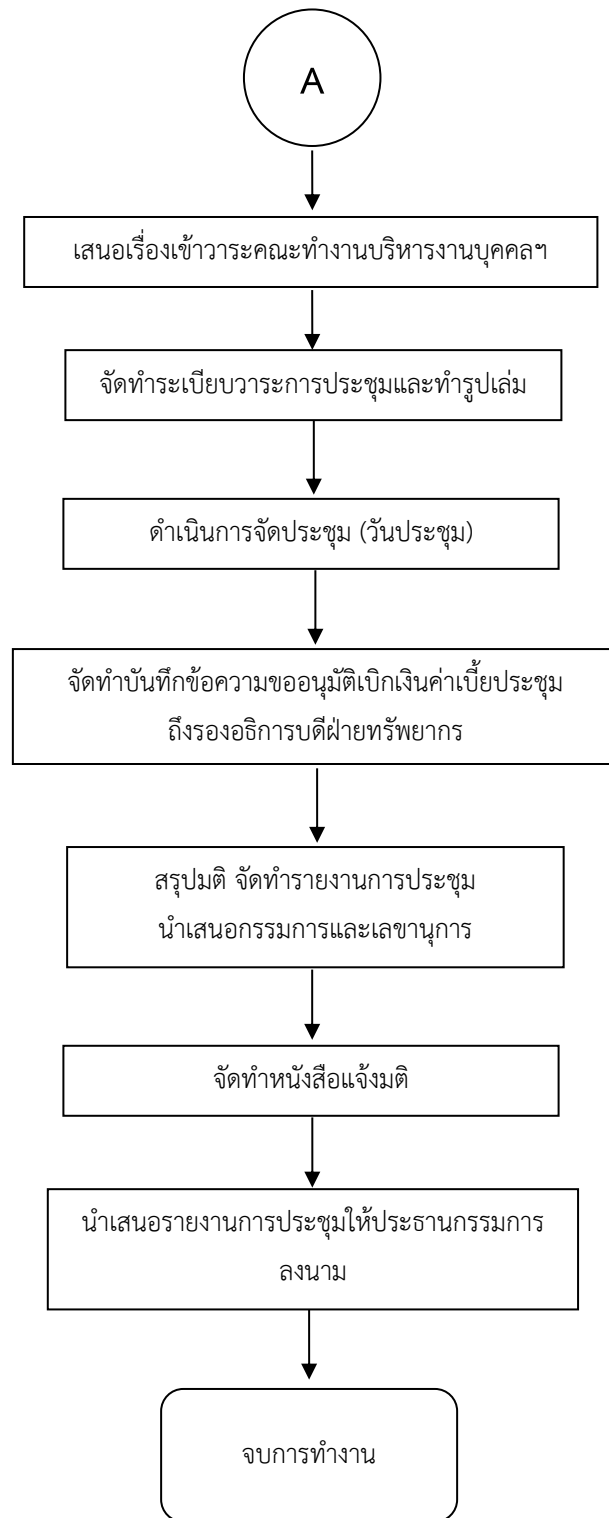 A
เสนอเรื่องเข้าวาระคณะทำงานบริหารงานบุคคลฯ
จัดทำระเบียบวาระการประชุมและทำรูปเล่ม
ดำเนินการจัดประชุม (วันประชุม)
จัดทำบันทึกข้อความขออนุมัติเบิกเงินค่าเบี้ยประชุม
ถึงรองอธิการบดีฝ่ายทรัพยากร
สรุปมติ จัดทำรายงานการประชุม
นำเสนอกรรมการและเลขานุการ
จัดทำหนังสือแจ้งมติ
นำเสนอรายงานการประชุมให้ประธานกรรมการ
ลงนาม
จบการทำงาน